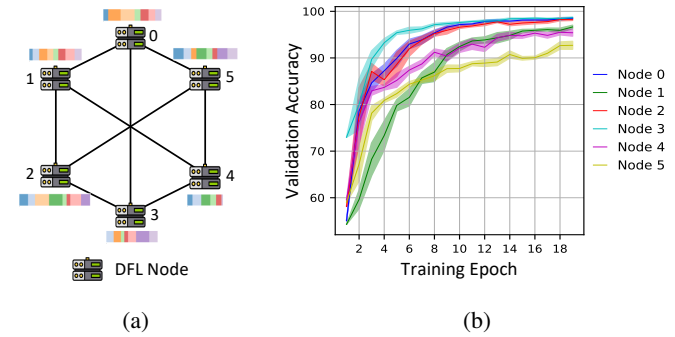 0
1
5
2
4
3
DFL Node
(a)
Validation Accuracy
100
90
80
70
60
2 4 6 8 10 12 14 16 18
Training Epoch
Node 0
Node 1
Node 2
Node 3
Node 4
Node 5
(b)